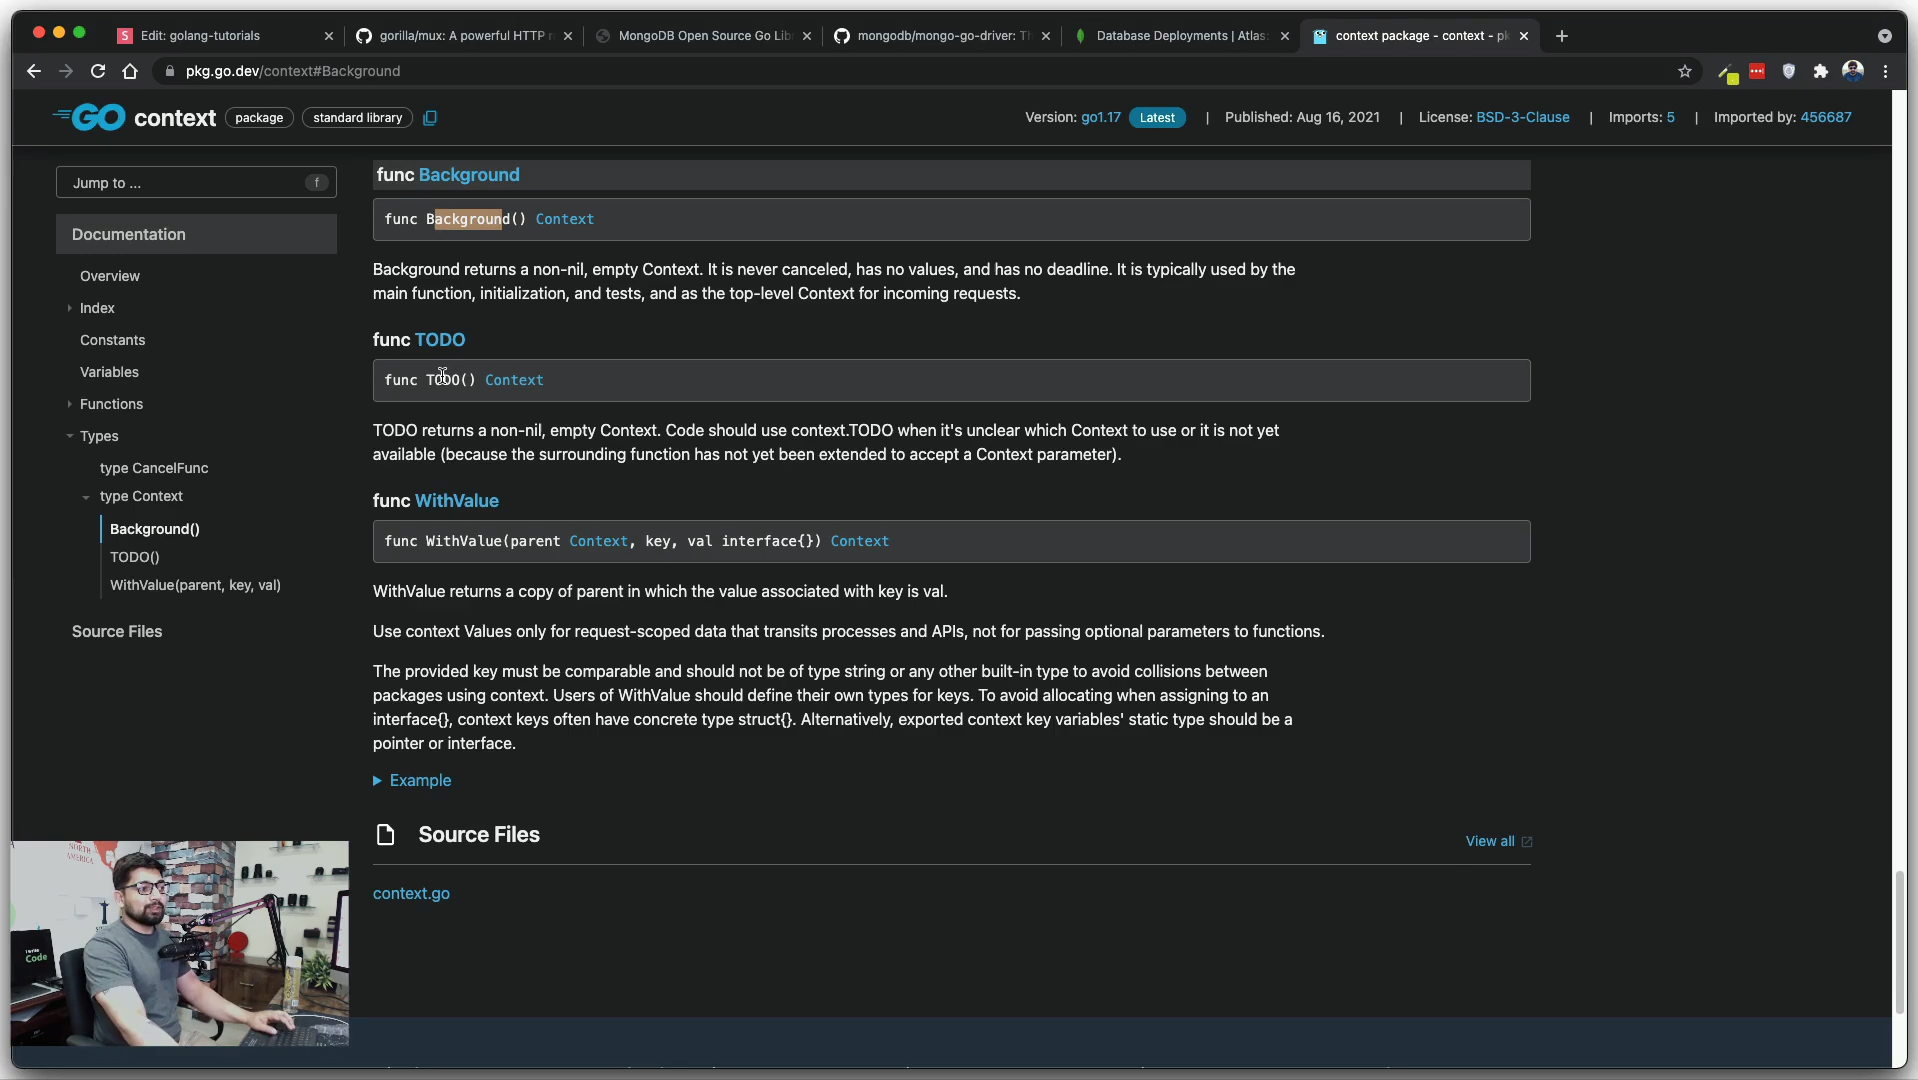 Edit: golang-tutorials
gorilla/mux: A powerful HTTP r
MongoDB Open Source Go Lib
mongodb/mongo-go-driver: Th
Database Deployments | Atlas:
context package - context - pk
pkg.go.dev/context#Background
GO context package standard library
Version: go1.17 Latest | Published: Aug 16, 2021 | License: BSD-3-Clause | Imports: 5 | Imported by: 456687
Jump to ... f
Documentation
Overview
Index
Constants
Variables
Functions
Types
type CancelFunc
type Context
Background()
TODO()
WithValue(parent, key, val)
Source Files
func Background
func Background() Context
Background returns a non-nil, empty Context. It is never canceled, has no values, and has no deadline. It is typically used by the
main function, initialization, and tests, and as the top-level Context for incoming requests.
func TODO
func TODO() Context
TODO returns a non-nil, empty Context. Code should use context.TODO when it's unclear which Context to use or it is not yet
available (because the surrounding function has not yet been extended to accept a Context parameter).
func WithValue
func WithValue(parent Context, key, val interface{}) Context
WithValue returns a copy of parent in which the value associated with key is val.
Use context Values only for request-scoped data that transits processes and APIs, not for passing optional parameters to functions.
The provided key must be comparable and should not be of type string or any other built-in type to avoid collisions between
packages using context. Users of WithValue should define their own types for keys. To avoid allocating when assigning to an
interface{}, context keys often have concrete type struct{}. Alternatively, exported context key variables' static type should be a
pointer or interface.
Example
Source Files
View all
context.go
NORTH
AMERICA
I write
Code